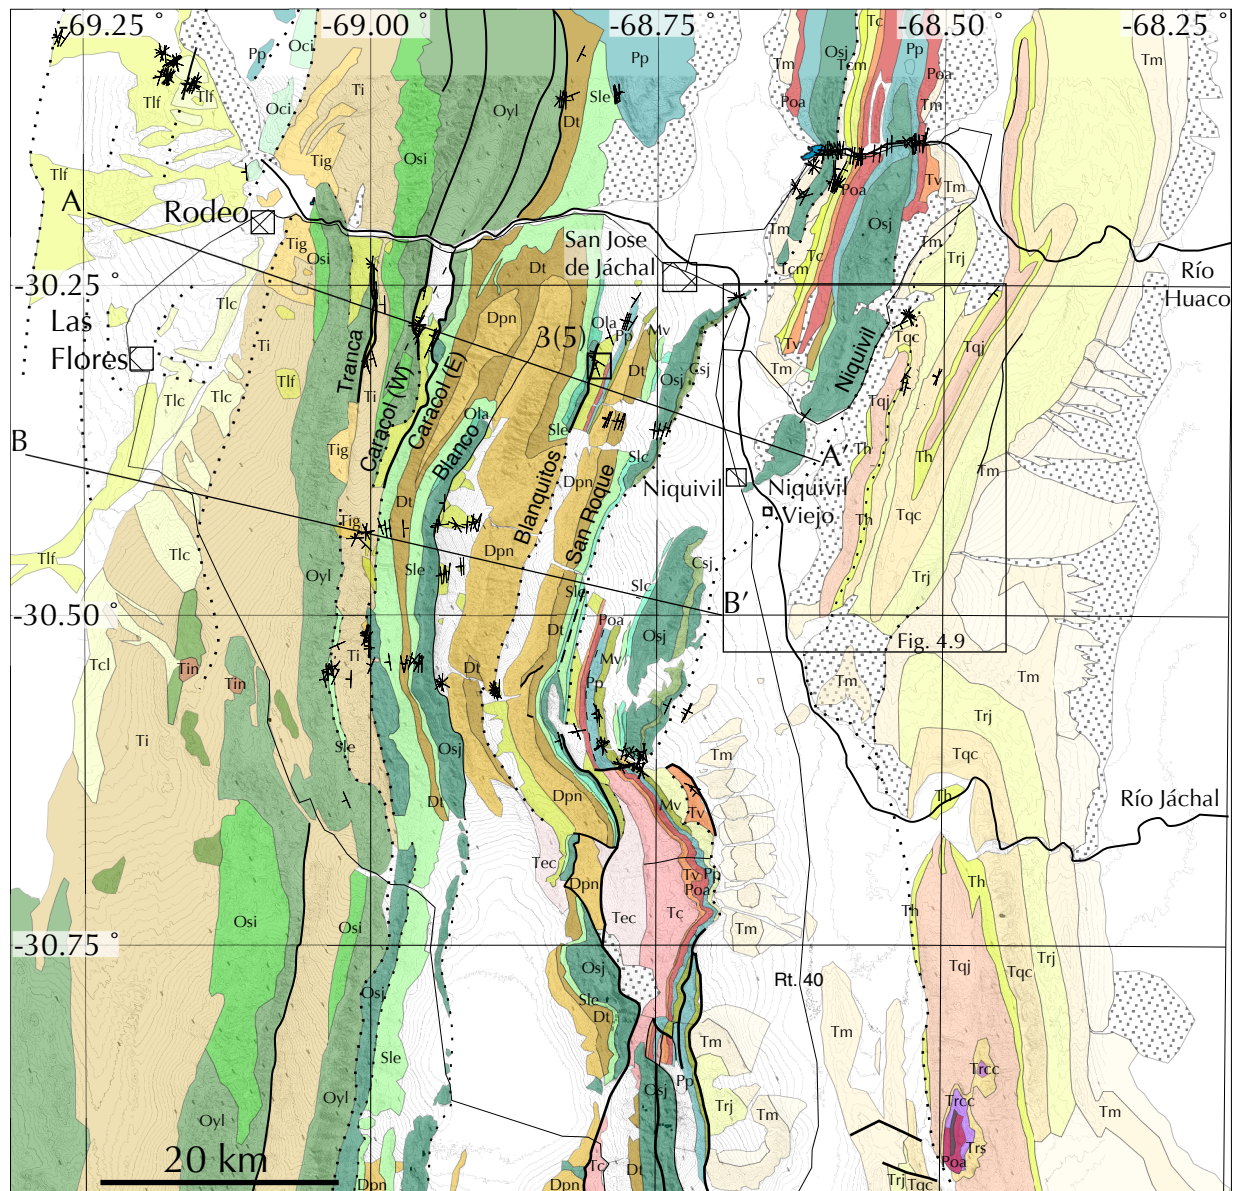 -69.25 °
-69.00 °
-68.75 °
-68.50 °
-68.25 °
Pp
Oci
Tc
Osj
Tcm
Pp
Tm
Tm
Poa
Poa
Tm
Tlf
Tlf
Ti
Oyl
Sle
Pp
Oci
Dt
Tig
Osi
Tlf
Poa
Tv
Tm
A
Rodeo
San Jose
de Jáchal
Tm
Osj
Tm
Trj
Tig
Osi
Dt
Tc
Tcm
Río
Huaco
-30.25 °
Tlc
Las
Flores
Dpn
3(5)
Ola
Pp
Mv
Tqc
Tqj
Ti
Tranca
Tv
Tm
Niquivil
Dt
Osj
Csj
Tlf
Tlc
Tlc
Ti
Caracol (W)
Caracol (E)
Tqj
B
Tig
Ola
Blanco
Sle
Slc
Th
Th
Tm
A′
Dpn
Blanquitos
San Roque
Niquivil
Niquivil
Viejo
Dt
Tig
Th
Tqc
Tlc
Dpn
Tlf
Oyl
Sle
Sle
Slc
Csj
Trj
B′
-30.50 °
Poa
Dt
Osj
Fig. 4.9
Tcl
Tin
Tin
Ti
Dt
Mv
Pp
Tm
Tm
Trj
Ti
Sle
Osj
Tm
Tqc
Dt
Dpn
Mv
Tv
Th
Río Jáchal
Tec
Dpn
Tv
Pp
Poa
Th
Osi
Osi
Tec
Tc
Th
Tm
-30.75 °
Osj
Tqj
Tqc
Trj
Rt. 40
Osj
Sle
Dt
Tm
Tm
Sle
Pp
Trcc
Oyl
Osj
Trj
Tm
Trcc
Tm
Oyl
Trs
20 km
Tc
Dt
Poa
Dpn
Dpn
Trj
Tqc